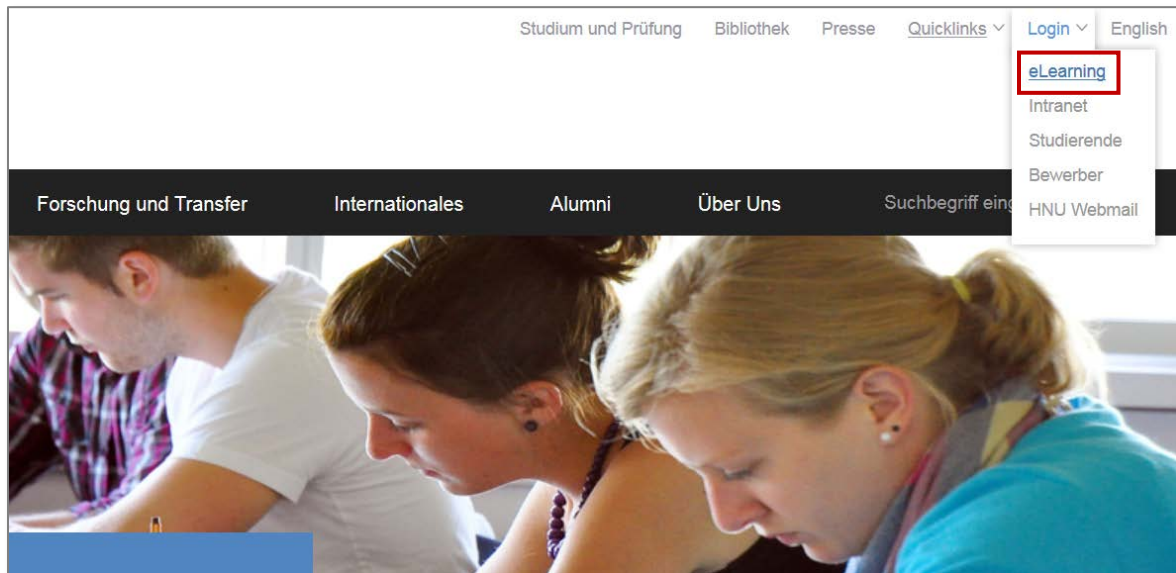 Studium und Prüfung Bibliothek Presse Quicklinks Login English
eLearning
Intranet
Studierende
Bewerber
HNU Webmail
Forschung und Transfer Internationales Alumni Über Uns Suchbegriff